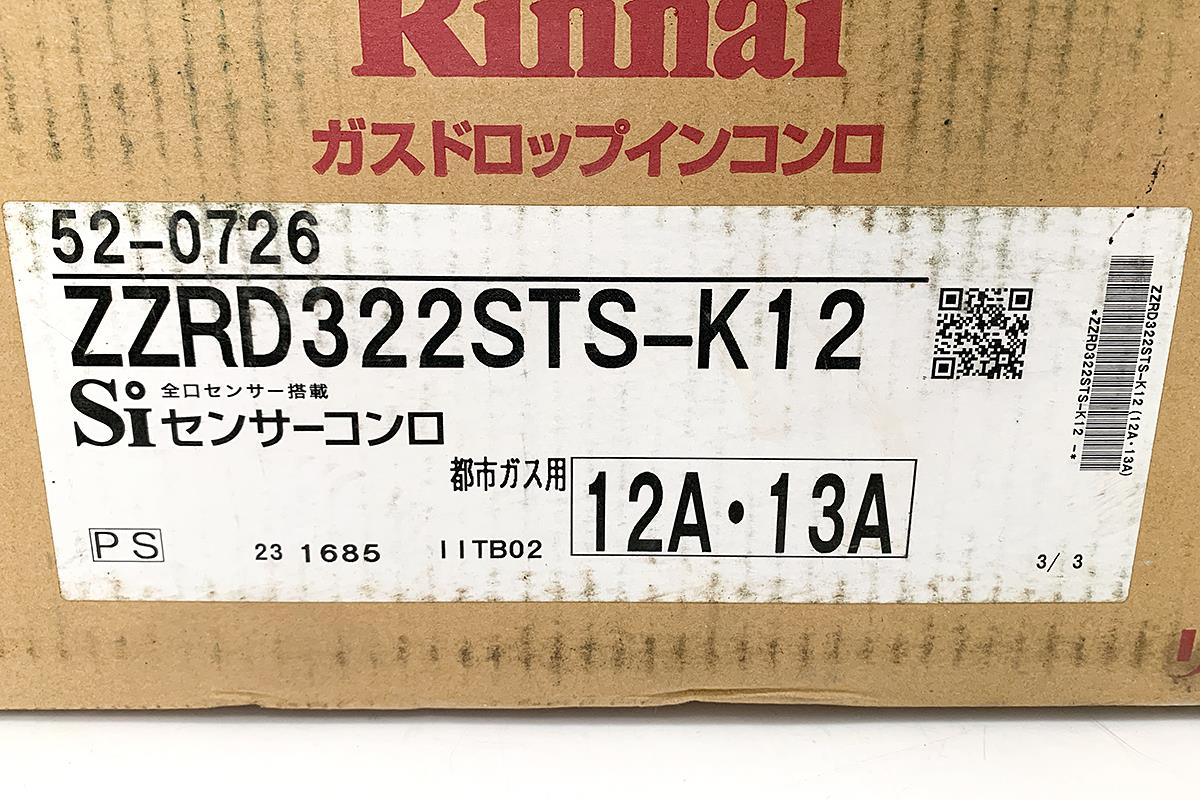 Rinnai
ガスドロップインコンロ
52-0726
ZZRD322STS-K12
Si 全口センサー搭載
センサーコンロ
都市ガス用 12A・13A
PS 23 1685 IITB02
3/ 3
ZZRD322STS-K12 (12A・13A)
*ZZRD322STS-K12 -*